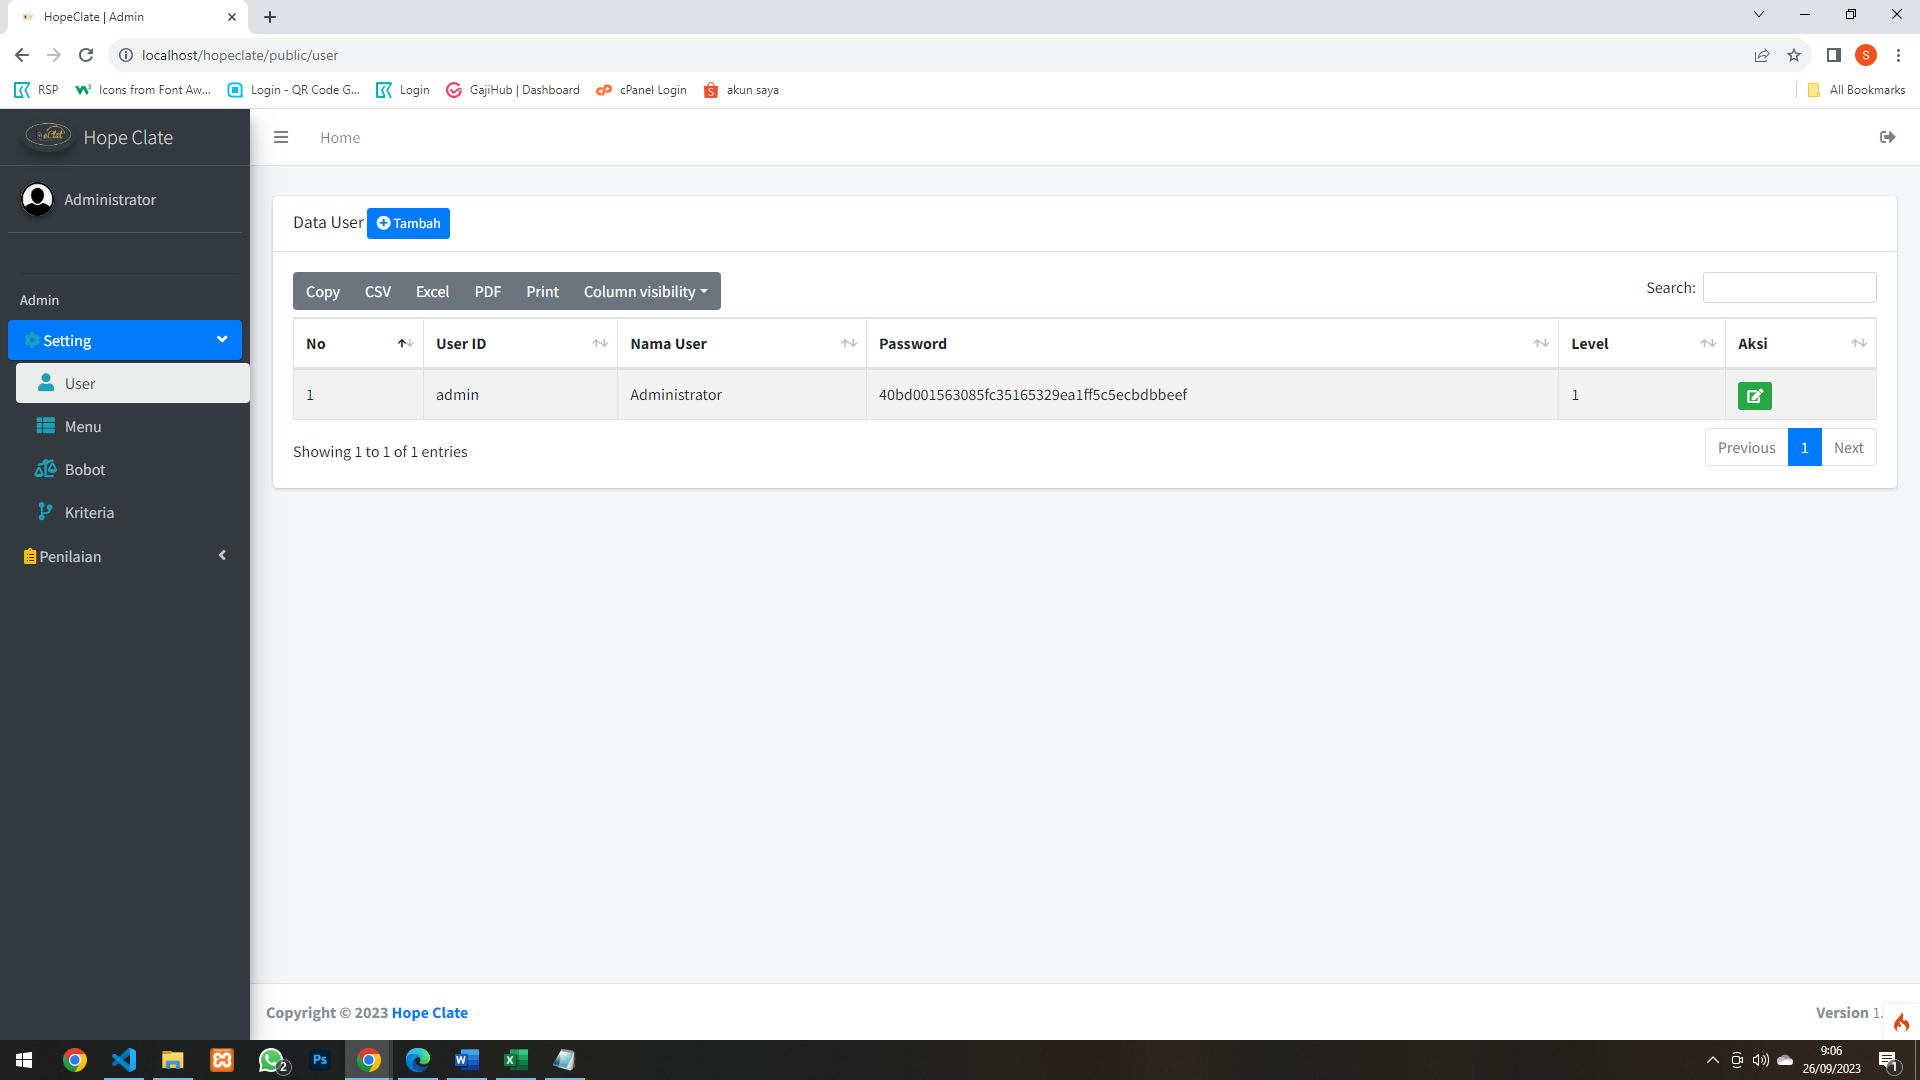 HopeClate | Admin
localhost/hopeclate/public/user
S
RSP
Icons from Font Aw...
Login - QR Code G...
Login
GajiHub | Dashboard
cPanel Login
akun saya
All Bookmarks
Hope Clate
Home
Administrator
Data User
Tambah
Copy
CSV
Excel
PDF
Print
Column visibility
Search:
Admin
Setting
User
Menu
Bobot
Kriteria
Penilaian
No
User ID
Nama User
Password
Level
Aksi
1
admin
Administrator
40bd001563085fc35165329ea1ff5c5ecbdbbeef
1
Showing 1 to 1 of 1 entries
Previous
1
Next
Copyright © 2023 Hope Clate
Version 1.
2
Ps
9:06
26/09/2023
1